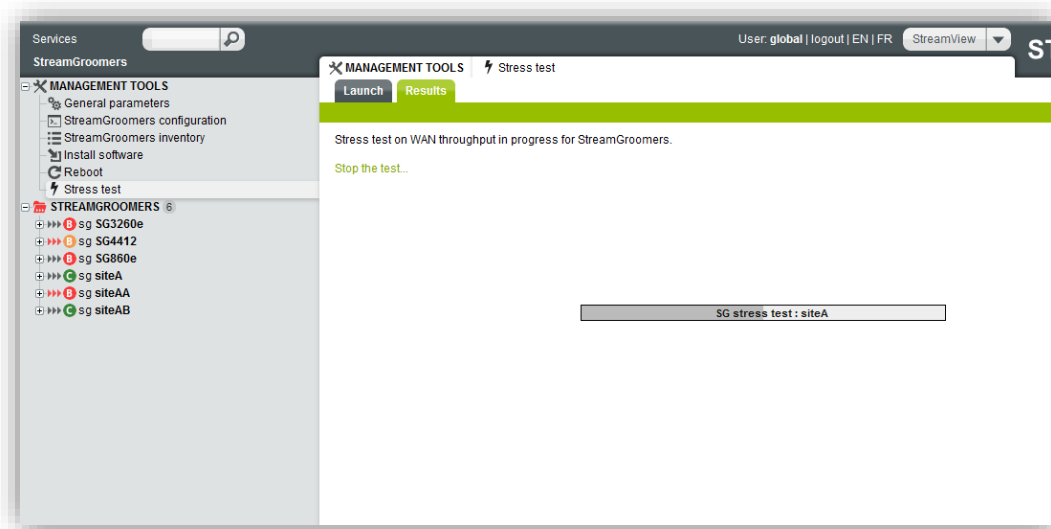 Services
User: global | logout | EN | FR
StreamView
ST
StreamGroomers
MANAGEMENT TOOLS
General parameters
StreamGroomers configuration
StreamGroomers inventory
Install software
Reboot
Stress test
STREAMGROOMERS 6
B sg SG3260e
B sg SG4412
B sg SG860e
C sg siteA
B sg siteAA
C sg siteAB
MANAGEMENT TOOLS Stress test
Launch Results
Stress test on WAN throughput in progress for StreamGroomers.
Stop the test...
SG stress test : siteA